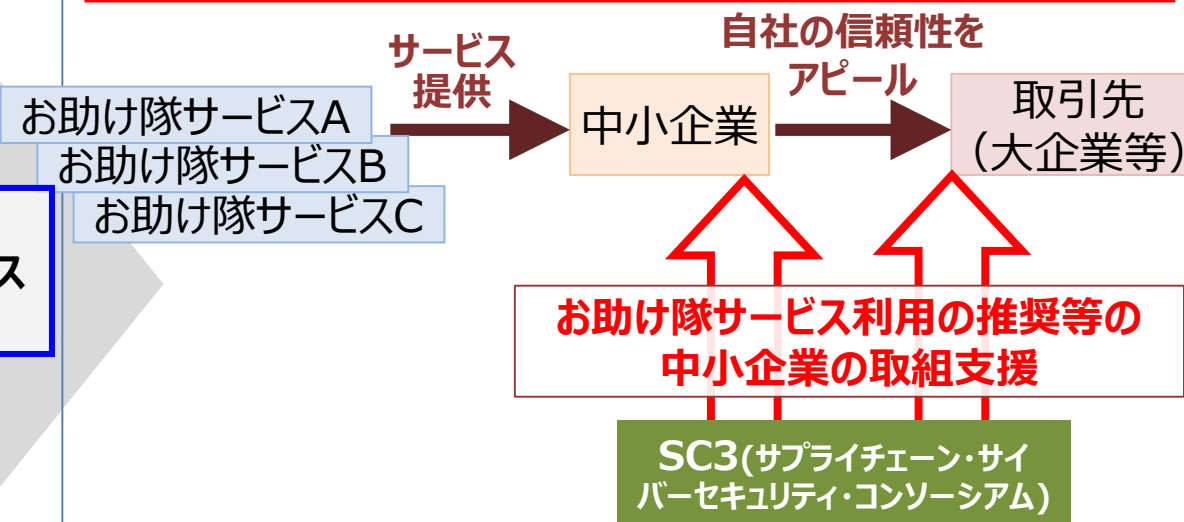 サービス
提供
自社の信頼性を
アピール
お助け隊サービスA
お助け隊サービスB
お助け隊サービスC
中小企業
取引先
（大企業等）
ス
お助け隊サービス利用の推奨等の
中小企業の取組支援
SC3(サプライチェーン・サイ
バーセキュリティ・コンソーシアム)